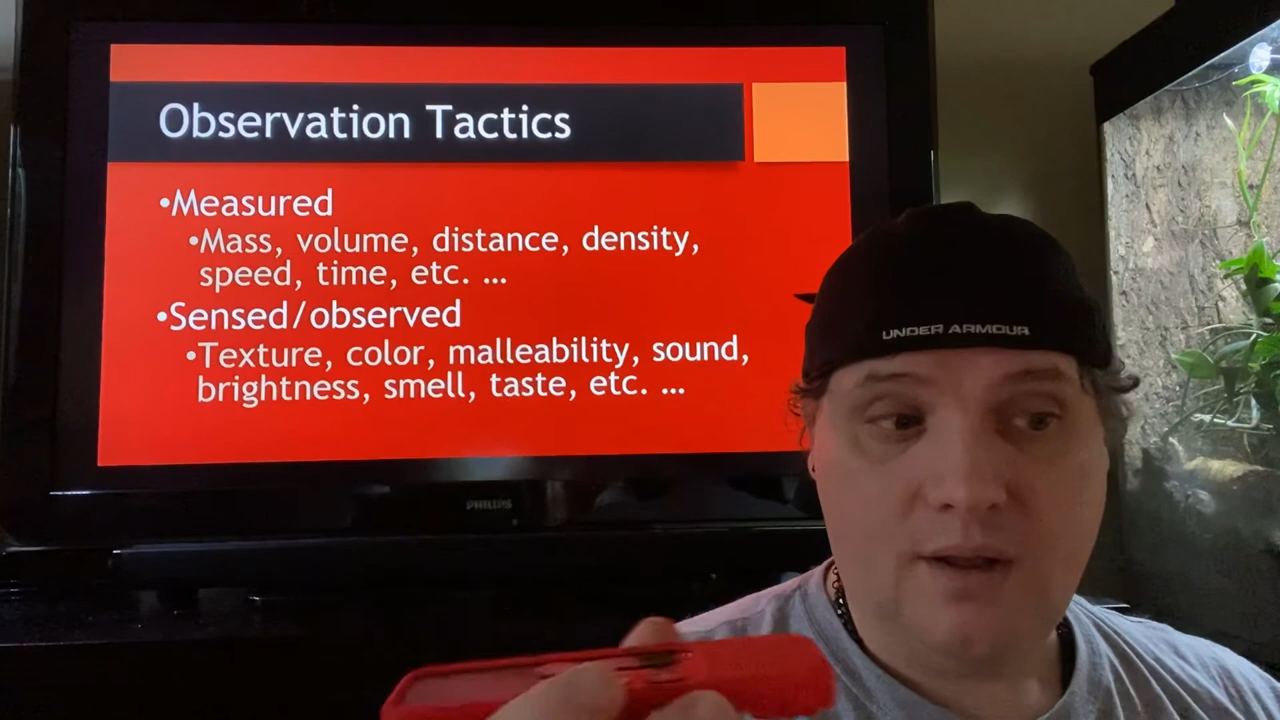 Observation Tactics
•Measured
•Mass, volume, distance, density,
speed, time, etc. ...
•Sensed/observed
•Texture, color, malleability, sound,
brightness, smell, taste, etc. ...
PHILIPS
UNDER ARMOUR